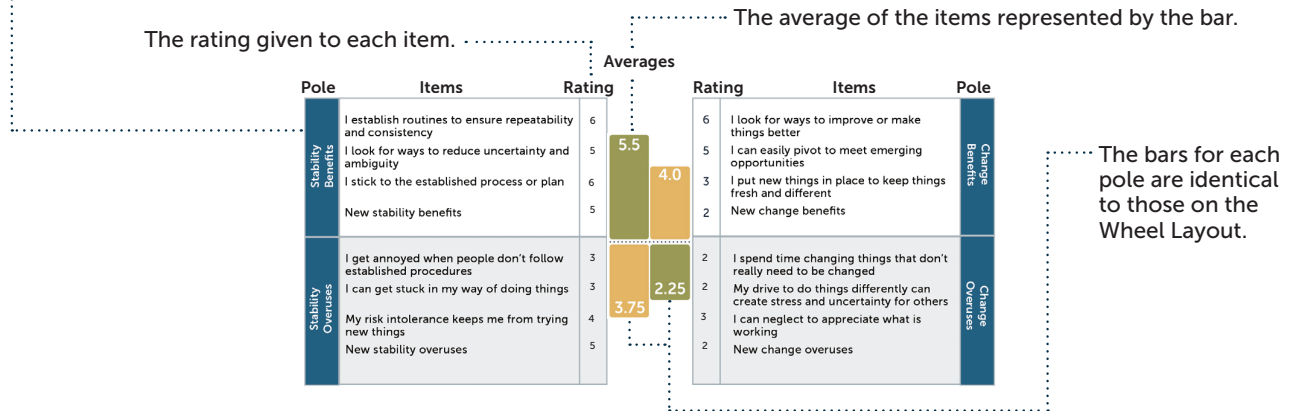 The average of the items represented by the bar.
The rating given to each item.
Averages
Pole Items Rating Rating Items Pole
Stability Benefits
I establish routines to ensure repeatability
and consistency
6
I look for ways to reduce uncertainty and
ambiguity
5
I stick to the established process or plan
6
New stability benefits
5
5.5
4.0
6
I look for ways to improve or make
things better
5
I can easily pivot to meet emerging
opportunities
3
I put new things in place to keep things
fresh and different
2
New change benefits
Change
Benefits
The bars for each
pole are identical
to those on the
Wheel Layout.
Stability
Overuses
I get annoyed when people don't follow
established procedures
3
I can get stuck in my way of doing things
3
My risk intolerance keeps me from trying
new things
4
New stability overuses
5
3.75
2.25
2
I spend time changing things that don't
really need to be changed
2
My drive to do things differently can
create stress and uncertainty for others
3
I can neglect to appreciate what is
working
2
New change overuses
Change
Overuses